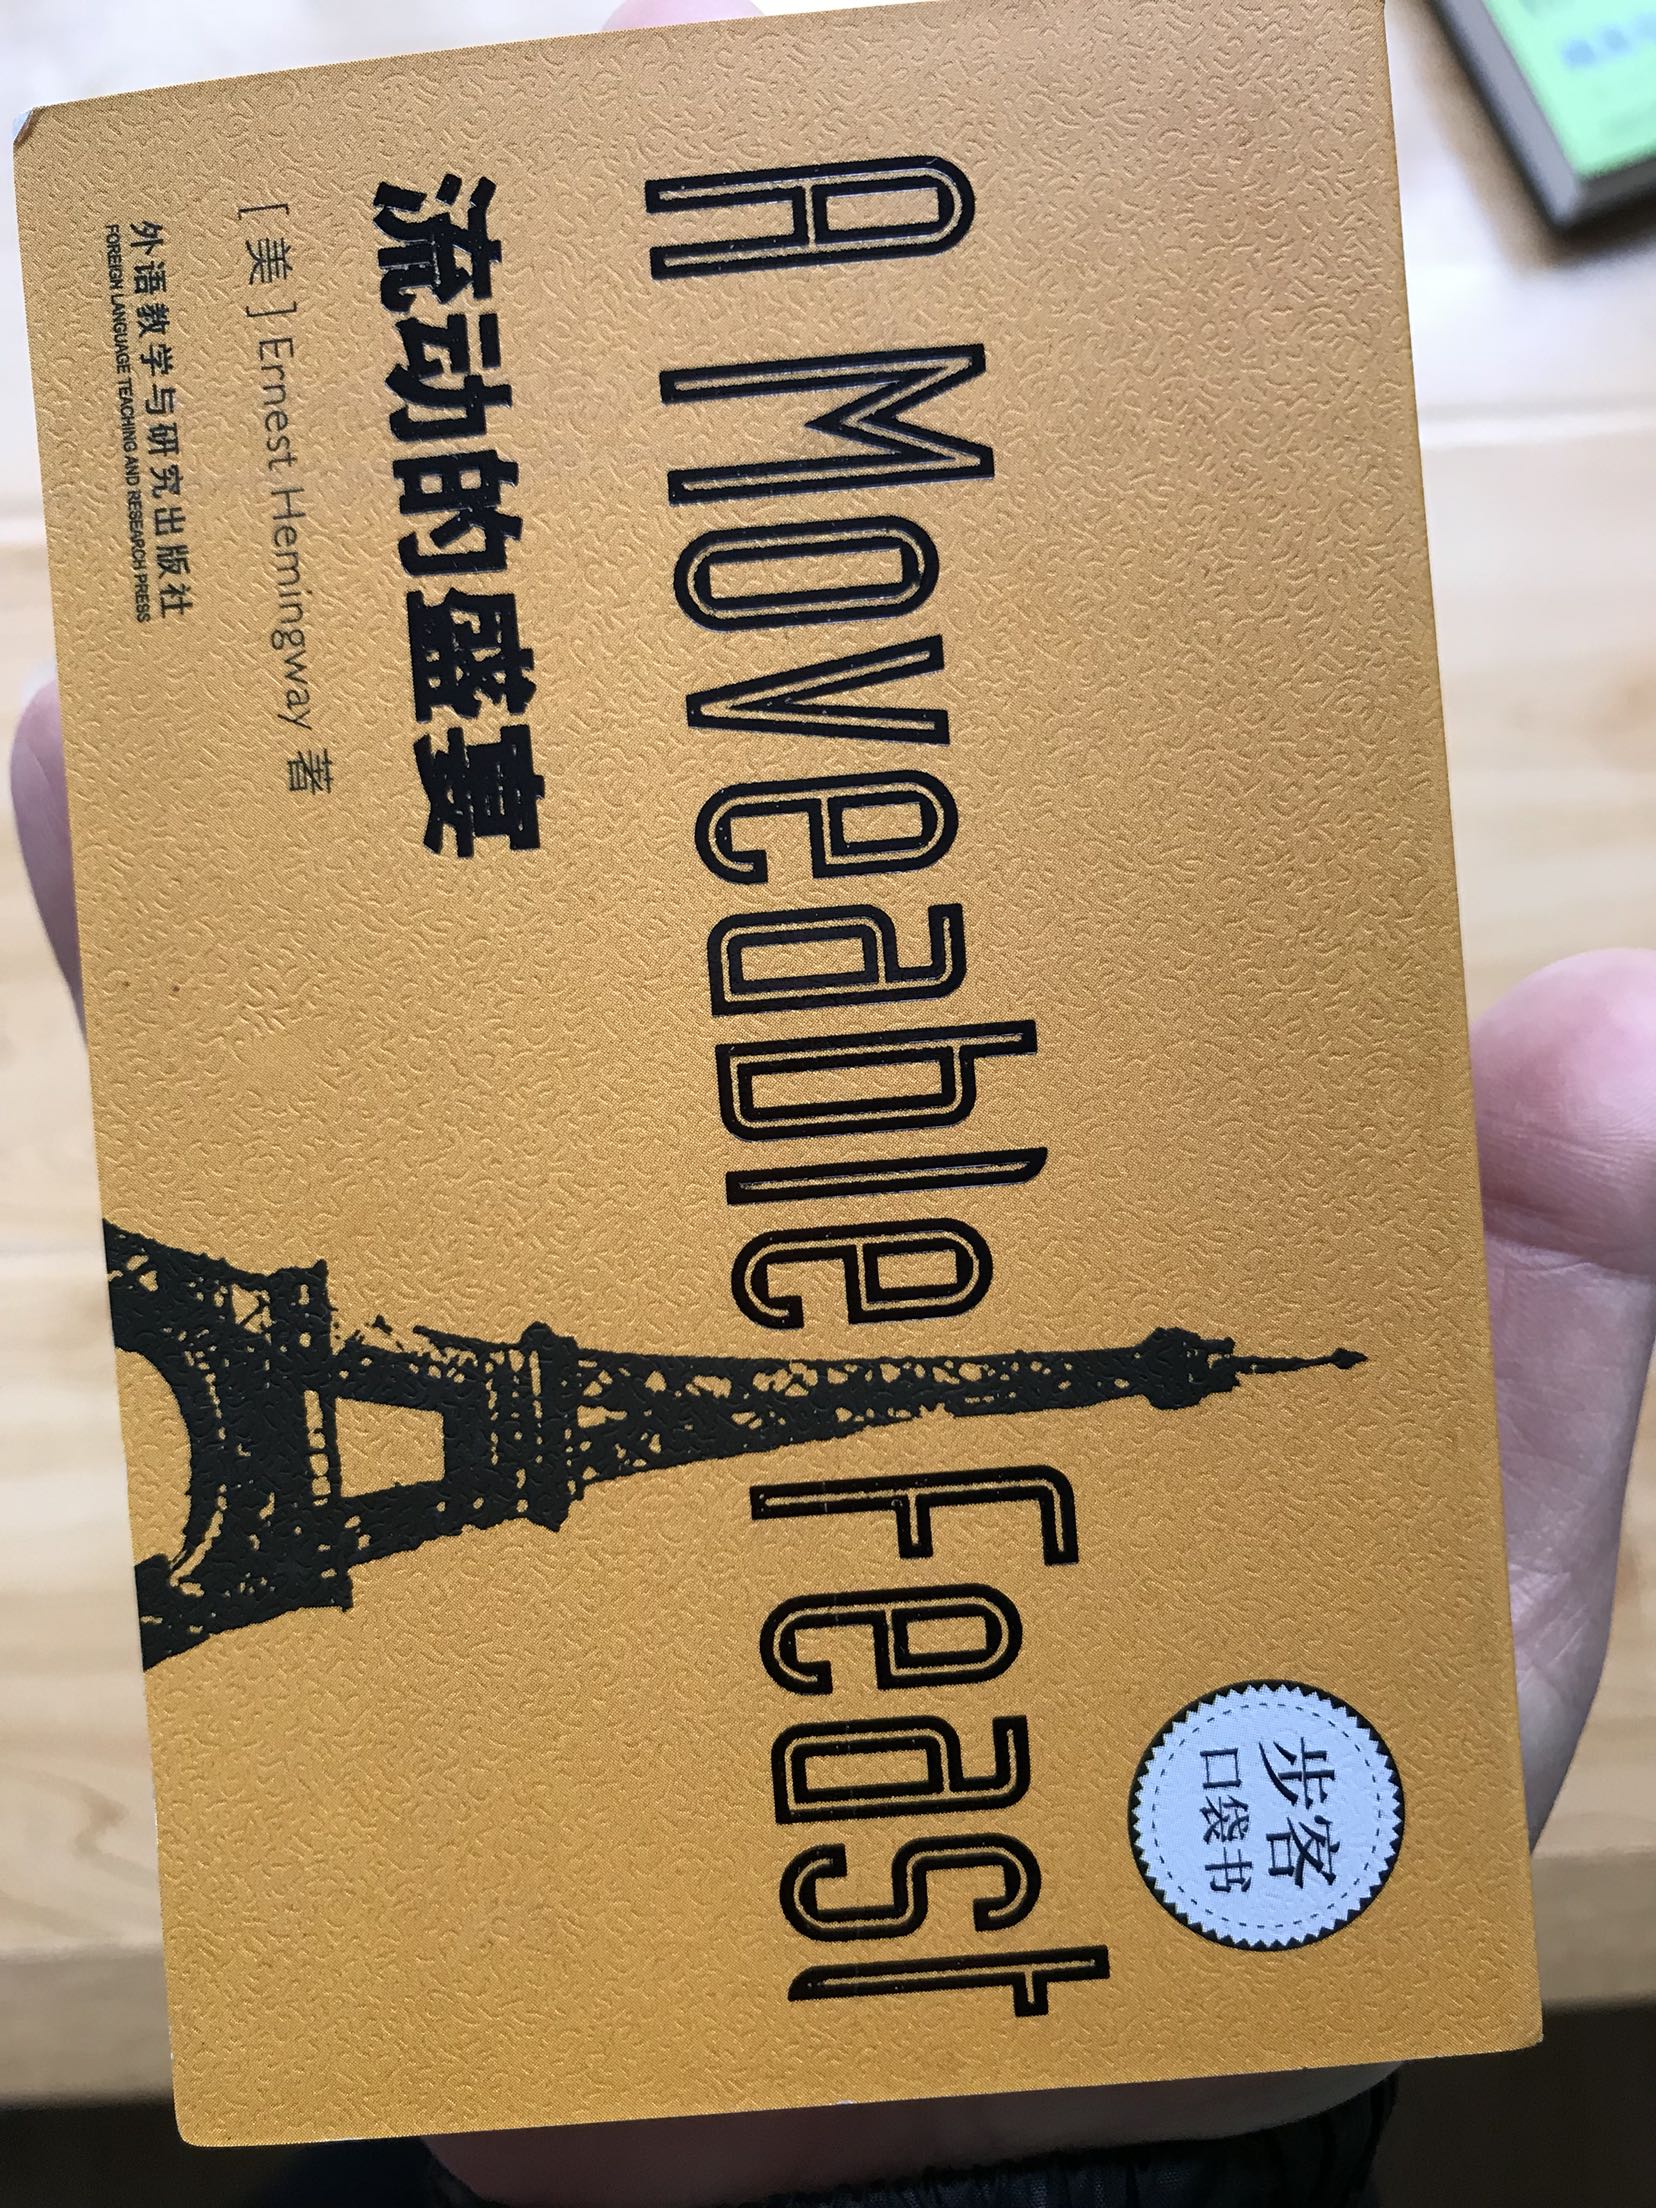 步客
口袋书
A Moveable Feast
流动的盛宴
[美] Ernest Hemingway 著
外语教学与研究出版社
FOREIGN LANGUAGE TEACHING AND RESEARCH PRESS